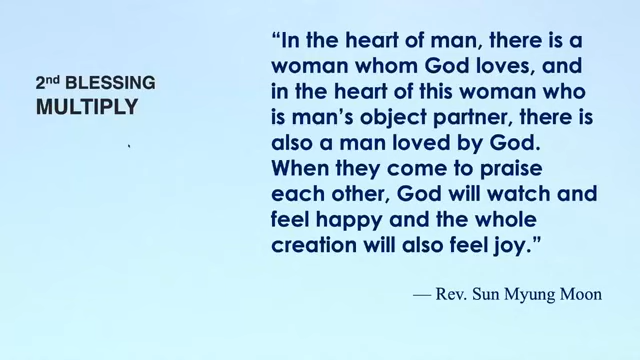 2nd BLESSING
MULTIPLY
“In the heart of man, there is a
woman whom God loves, and
in the heart of this woman who
is man’s object partner, there is
also a man loved by God.
When they come to praise
each other, God will watch and
feel happy and the whole
creation will also feel joy.”
— Rev. Sun Myung Moon